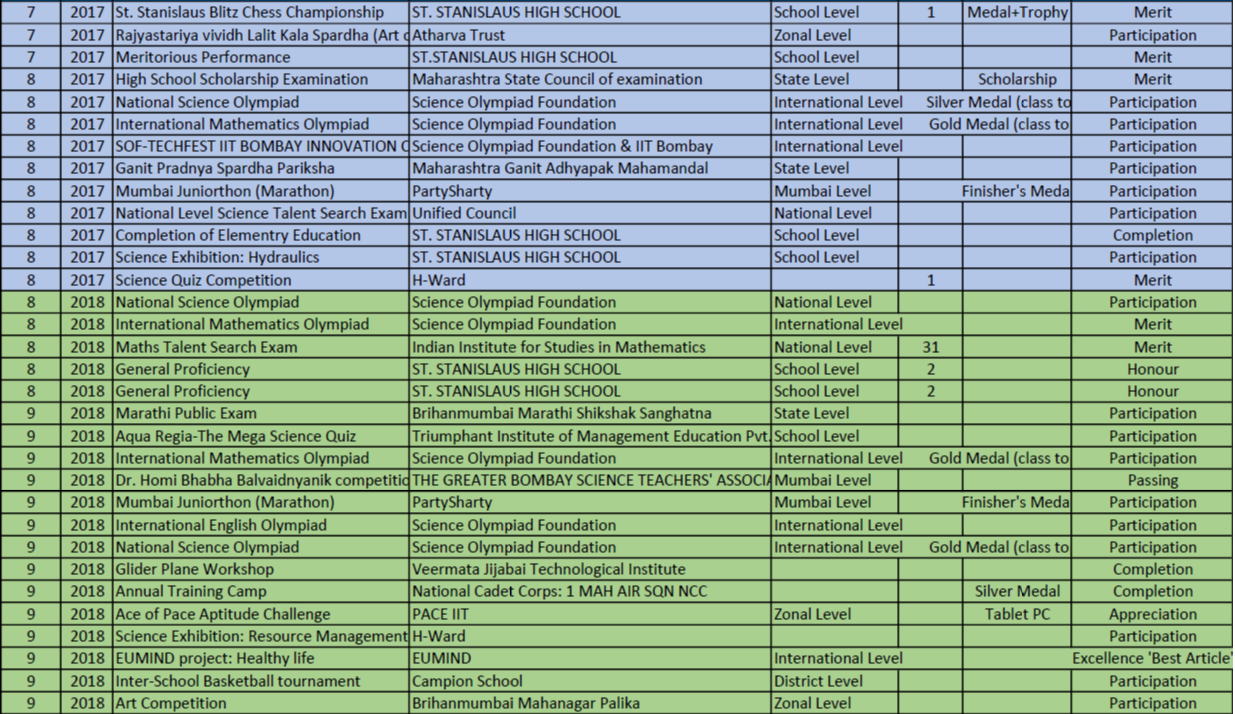 7 2017 St. Stanislaus Blitz Chess Championship ST. STANISLAUS HIGH SCHOOL School Level 1 Medal+Trophy Merit
7 2017 Rajyastariya vividh Lalit Kala Spardha (Art Atharva Trust Zonal Level Participation
7 2017 Meritorious Performance ST.STANISLAUS HIGH SCHOOL School Level Merit
8 2017 High School Scholarship Examination Maharashtra State Council of examination State Level Scholarship Merit
8 2017 National Science Olympiad Science Olympiad Foundation International Level Silver Medal (class to Participation
8 2017 International Mathematics Olympiad Science Olympiad Foundation International Level Gold Medal (class to Participation
8 2017 SOF-TECHFEST IIT BOMBAY INNOVATION C Science Olympiad Foundation & IIT Bombay International Level Participation
8 2017 Ganit Pradnya Spardha Pariksha Maharashtra Ganit Adhyapak Mahamandal State Level Participation
8 2017 Mumbai Juniorthon (Marathon) PartySharty Mumbai Level Finisher's Meda Participation
8 2017 National Level Science Talent Search Exam Unified Council National Level Participation
8 2017 Completion of Elementry Education ST. STANISLAUS HIGH SCHOOL School Level Completion
8 2017 Science Exhibition: Hydraulics ST. STANISLAUS HIGH SCHOOL School Level Participation
8 2017 Science Quiz Competition H-Ward 1 Merit
8 2018 National Science Olympiad Science Olympiad Foundation National Level Participation
8 2018 International Mathematics Olympiad Science Olympiad Foundation International Level Merit
8 2018 Maths Talent Search Exam Indian Institute for Studies in Mathematics National Level 31 Merit
8 2018 General Proficiency ST. STANISLAUS HIGH SCHOOL School Level 2 Honour
8 2018 General Proficiency ST. STANISLAUS HIGH SCHOOL School Level 2 Honour
9 2018 Marathi Public Exam Brihanmumbai Marathi Shikshak Sanghatna State Level Participation
9 2018 Aqua Regia-The Mega Science Quiz Triumphant Institute of Management Education Pvt. School Level Participation
9 2018 International Mathematics Olympiad Science Olympiad Foundation International Level Gold Medal (class to Participation
9 2018 Dr. Homi Bhabha Balvaidnyanik competitio THE GREATER BOMBAY SCIENCE TEACHERS' ASSOCIA Mumbai Level Passing
9 2018 Mumbai Juniorthon (Marathon) PartySharty Mumbai Level Finisher's Meda Participation
9 2018 International English Olympiad Science Olympiad Foundation International Level Participation
9 2018 National Science Olympiad Science Olympiad Foundation International Level Gold Medal (class to Participation
9 2018 Glider Plane Workshop Veermata Jijabai Technological Institute Completion
9 2018 Annual Training Camp National Cadet Corps: 1 MAH AIR SQN NCC Silver Medal Completion
9 2018 Ace of Pace Aptitude Challenge PACE IIT Zonal Level Tablet PC Appreciation
9 2018 Science Exhibition: Resource Management H-Ward Participation
9 2018 EUMIND project: Healthy life EUMIND International Level Excellence 'Best Article'
9 2018 Inter-School Basketball tournament Campion School District Level Participation
9 2018 Art Competition Brihanmumbai Mahanagar Palika Zonal Level Participation